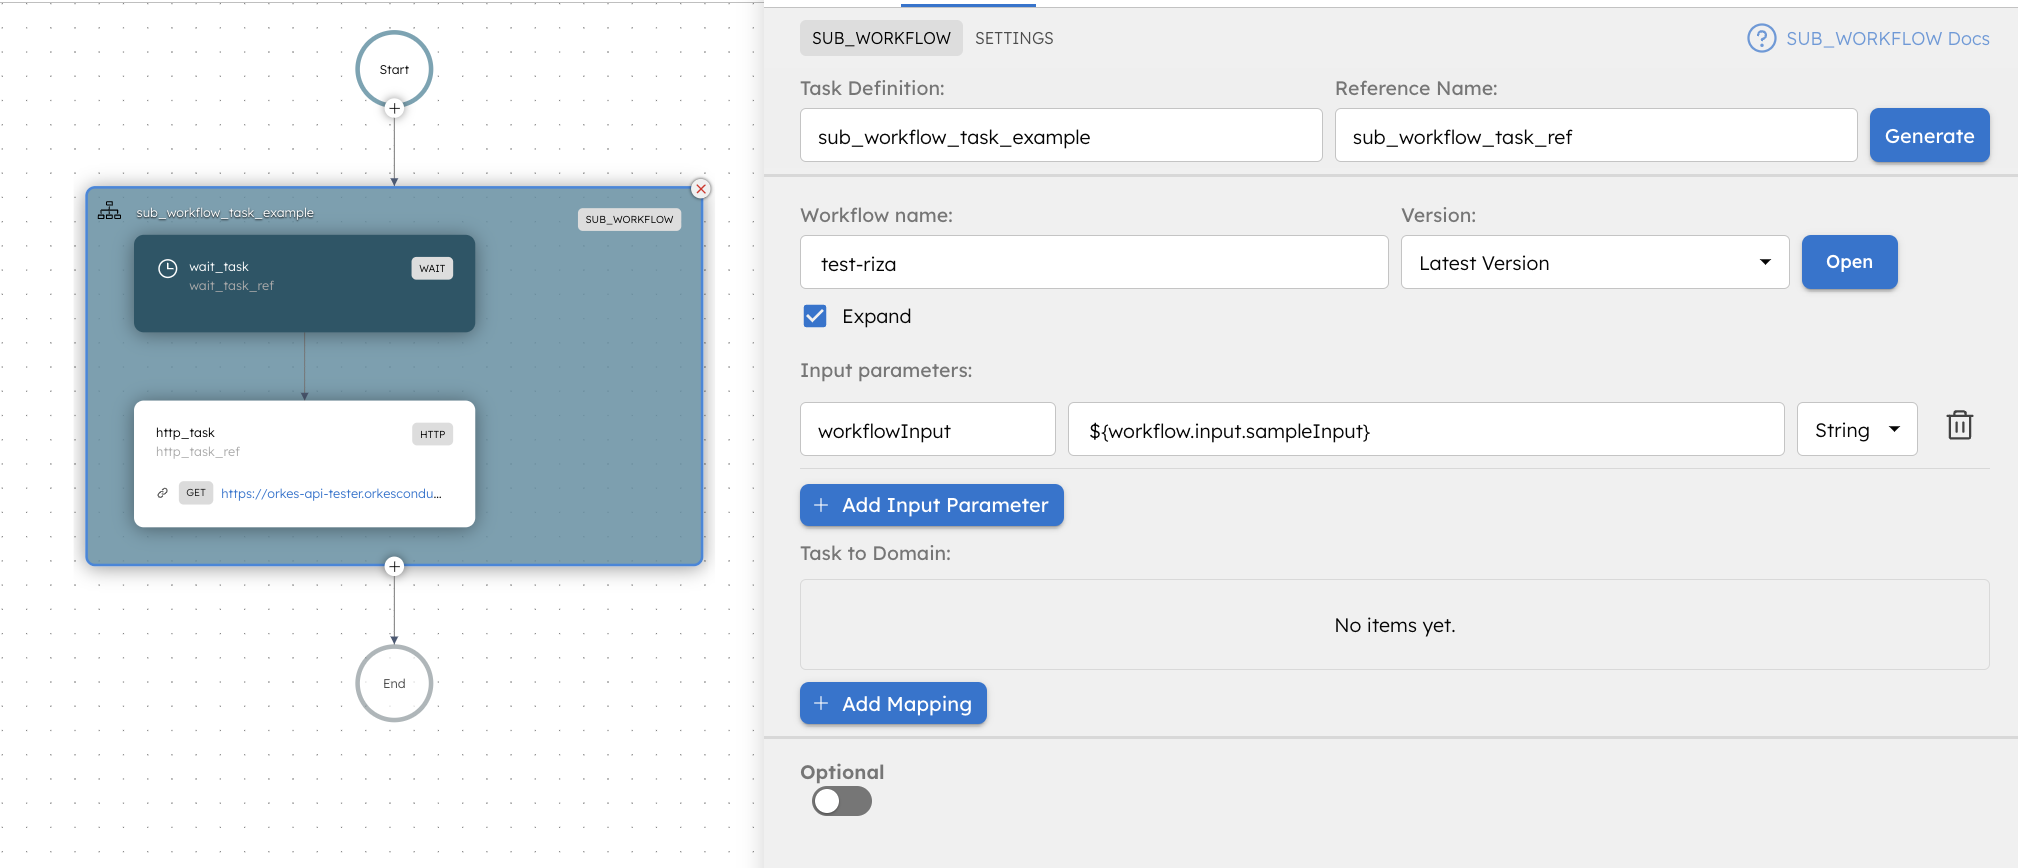 Start
sub_workflow_task_example
SUB_WORKFLOW
wait_task
WAIT
wait_task_ref
http_task
HTTP
http_task_ref
GET https://orkes-api-tester.orkescondu...
End
SUB_WORKFLOW SETTINGS
? SUB_WORKFLOW Docs
Task Definition:
sub_workflow_task_example
Reference Name:
sub_workflow_task_ref
Generate
Workflow name:
test-riza
Version:
Latest Version
Open
Expand
Input parameters:
workflowInput
${workflow.input.sampleInput}
String
+ Add Input Parameter
Task to Domain:
No items yet.
+ Add Mapping
Optional